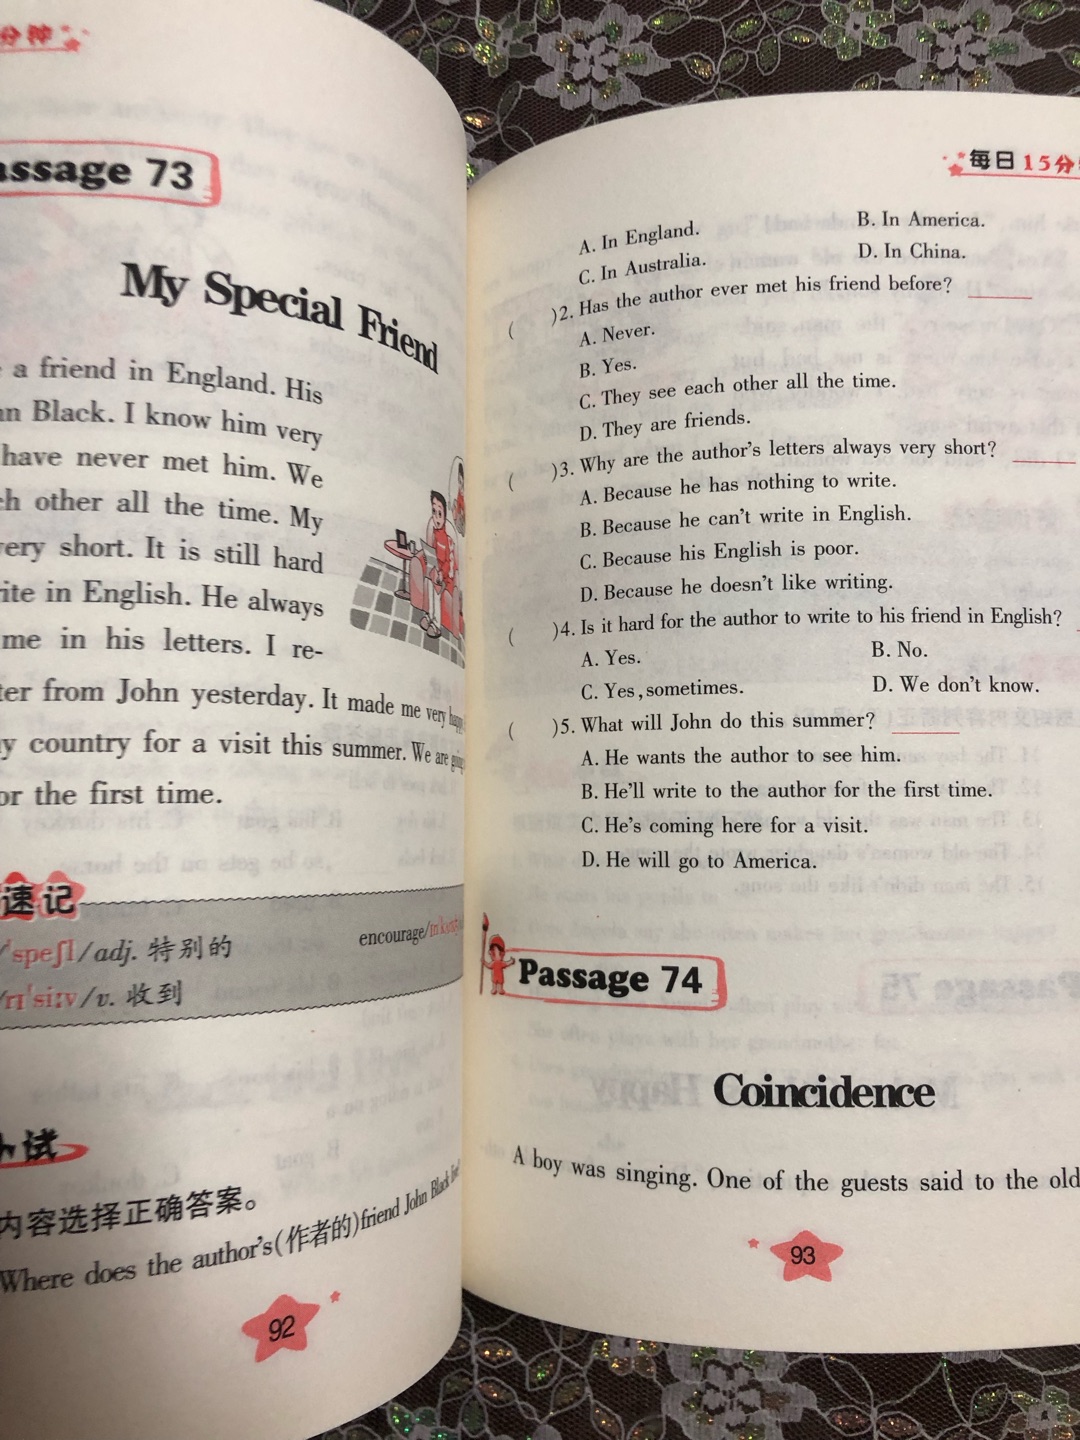 分钟
Passage 73
My Special Friend
a friend in England. His
Black. I know him very
have never met him. We
other all the time. My
very short. It is still hard
in English. He always
me in his letters. I re-
from John yesterday. It made me very happy
country for a visit this summer. We are going
for the first time.
速记
/ˈspeʃl/adj. 特别的
encourage/
/rɪˈsiːv/v. 收到
小试
内容选择正确答案。
Where does the author's(作者的)friend John Black live?
92
每日15分
A. In England.
B. In America.
C. In Australia.
D. In China.
( )2. Has the author ever met his friend before? ______
A. Never.
B. Yes.
C. They see each other all the time.
D. They are friends.
( )3. Why are the author's letters always very short? ______
A. Because he has nothing to write.
B. Because he can't write in English.
C. Because his English is poor.
D. Because he doesn't like writing.
( )4. Is it hard for the author to write to his friend in English?
A. Yes.
B. No.
C. Yes,sometimes.
D. We don't know.
( )5. What will John do this summer? ______
A. He wants the author to see him.
B. He'll write to the author for the first time.
C. He's coming here for a visit.
D. He will go to America.
Passage 74
Coincidence
A boy was singing. One of the guests said to the old
93